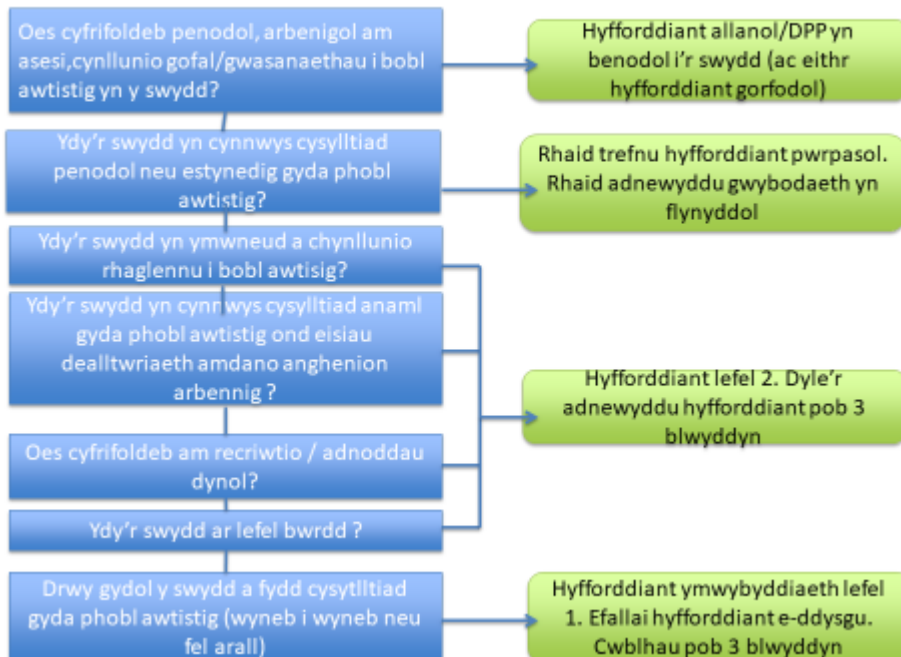 Oes cyfrifoldeb penodol, arbenigol am
asesi,cynllunio gofal/gwasanaethau i bobl
awtistig yn y swydd?
Hyfforddiant allanol/DPP yn
benodol i'r swydd (ac eithr
hyfforddiant gorfodol)
Ydy'r swydd yn cynnwys cysylltiad
penodol neu estynedig gyda phobl
awtistig?
Rhaid trefnu hyfforddiant pwrpasol.
Rhaid adnewyddu gwybodaeth yn
flynyddol
Ydy'r swydd yn ymwneud a chynllunio
rhaglennu i bobl awtisig?
Ydy'r swydd yn cynnwys cysylltiad anaml
gyda phobl awtistig ond eisiau
dealltwriaeth amdano anghenion
arbennig ?
Oes cyfrifoldeb am recriwtio / adnoddau
dynol?
Ydy'r swydd ar lefel bwrdd ?
Hyfforddiant lefel 2. Dyle'r
adnewyddu hyfforddiant pob 3
blwyddyn
Drwy gydol y swydd a fydd cysytlltiad
gyda phobl awtistig (wyneb i wyneb neu
fel arall)
Hyfforddiant ymwybyddiaeth lefel
1. Efallai hyfforddiant e-ddysgu.
Cwblhau pob 3 blwyddyn